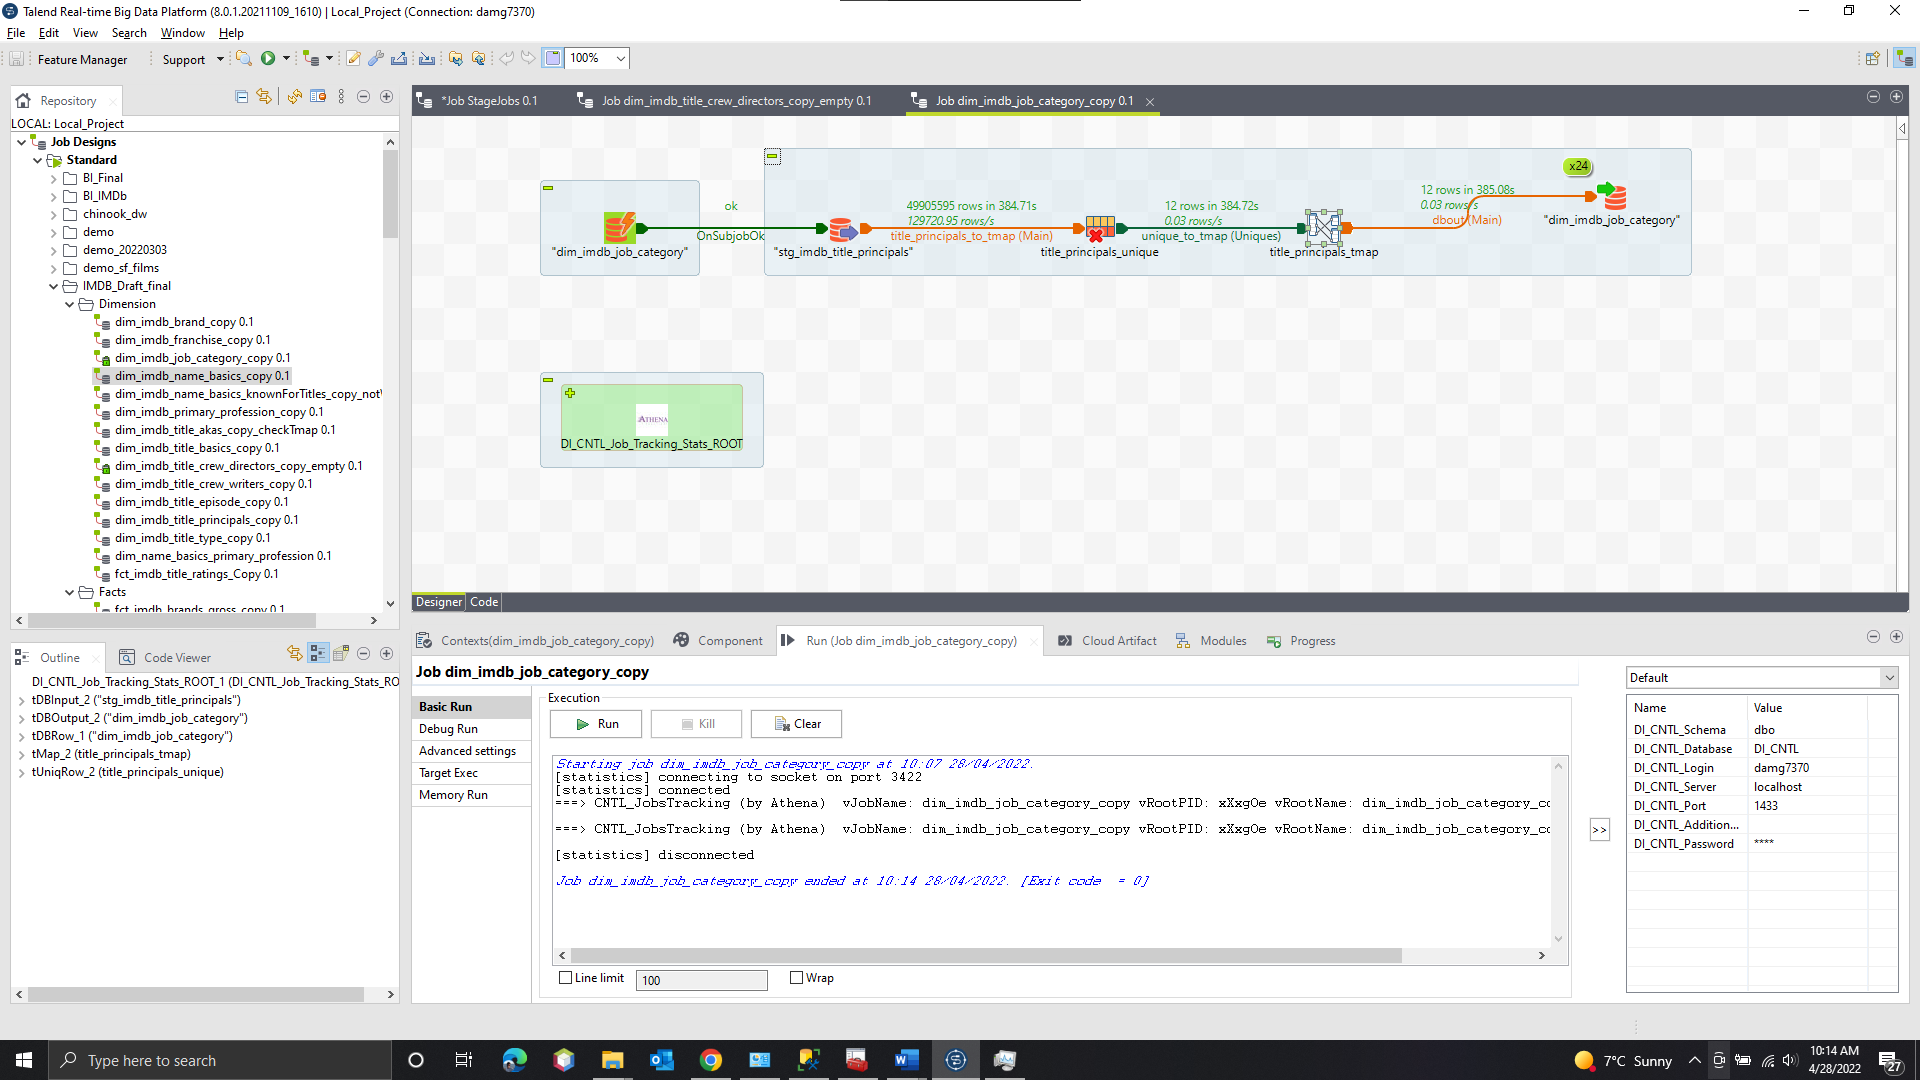 Talend Real-time Big Data Platform (8.0.1.20211109_1610) | Local_Project (Connection: damg7370)
File Edit View Search Window Help
Feature Manager Support 100%
Repository
LOCAL: Local_Project
Job Designs
Standard
BI_Final
BI_IMDb
chinook_dw
demo
demo_20220303
demo_sf_films
IMDB_Draft_final
Dimension
dim_imdb_brand_copy 0.1
dim_imdb_franchise_copy 0.1
dim_imdb_job_category_copy 0.1
dim_imdb_name_basics_copy 0.1
dim_imdb_name_basics_knownForTitles_copy_not
dim_imdb_primary_profession_copy 0.1
dim_imdb_title_akas_copy_checkTmap 0.1
dim_imdb_title_basics_copy 0.1
dim_imdb_title_crew_directors_copy_empty 0.1
dim_imdb_title_crew_writers_copy 0.1
dim_imdb_title_episode_copy 0.1
dim_imdb_title_principals_copy 0.1
dim_imdb_title_type_copy 0.1
dim_name_basics_primary_profession 0.1
fct_imdb_title_ratings_Copy 0.1
Facts
fct_imdb_brands_gross_copy 0.1
*Job StageJobs 0.1
Job dim_imdb_title_crew_directors_copy_empty 0.1
Job dim_imdb_job_category_copy 0.1
x24
ok
OnSubjobOk
49905595 rows in 384.71s
129720.95 rows/s
title_principals_to_tmap (Main)
12 rows in 384.72s
0.03 rows/s
unique_to_tmap (Uniques)
12 rows in 385.08s
0.03 rows/s
dbout (Main)
"dim_imdb_job_category"
"stg_imdb_title_principals"
title_principals_unique
title_principals_tmap
"dim_imdb_job_category"
ATHENA
DI_CNTL_Job_Tracking_Stats_ROOT
Designer Code
Outline Code Viewer
DI_CNTL_Job_Tracking_Stats_ROOT_1 (DI_CNTL_Job_Tracking_Stats_RO
tDBInput_2 ("stg_imdb_title_principals")
tDBOutput_2 ("dim_imdb_job_category")
tDBRow_1 ("dim_imdb_job_category")
tMap_2 (title_principals_tmap)
tUniqRow_2 (title_principals_unique)
Contexts(dim_imdb_job_category_copy) Component Run (Job dim_imdb_job_category_copy) Cloud Artifact Modules Progress
Job dim_imdb_job_category_copy
Basic Run
Debug Run
Advanced settings
Target Exec
Memory Run
Execution
Run Kill Clear
Starting job dim_imdb_job_category_copy at 10:07 28/04/2022.
[statistics] connecting to socket on port 3422
[statistics] connected
===> CNTL_JobsTracking (by Athena) vJobName: dim_imdb_job_category_copy vRootPID: xXxgOe vRootName: dim_imdb_job_category_co
===> CNTL_JobsTracking (by Athena) vJobName: dim_imdb_job_category_copy vRootPID: xXxgOe vRootName: dim_imdb_job_category_co
[statistics] disconnected
Job dim_imdb_job_category_copy ended at 10:14 28/04/2022. [Exit code = 0]
Line limit 100 Wrap
>>
Default
Name Value
DI_CNTL_Schema dbo
DI_CNTL_Database DI_CNTL
DI_CNTL_Login damg7370
DI_CNTL_Server localhost
DI_CNTL_Port 1433
DI_CNTL_Addition...
DI_CNTL_Password ****
Type here to search
7°C Sunny
10:14 AM
4/28/2022
27